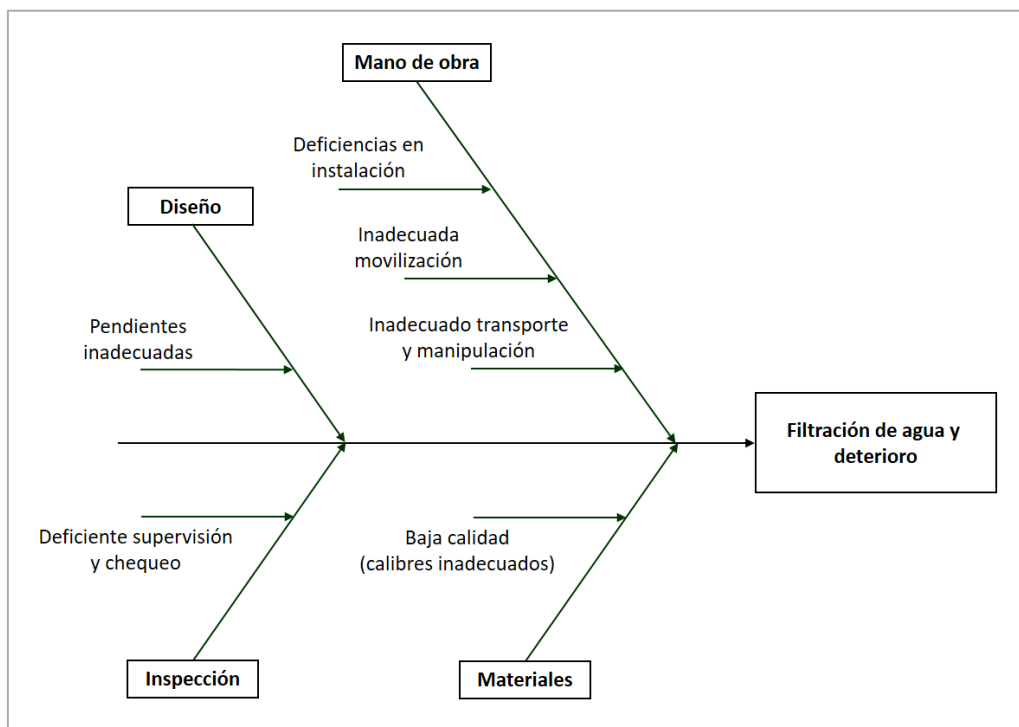 Mano de obra
Deficiencias en
instalación
Diseño
Inadecuada
movilización
Pendientes
inadecuadas
Inadecuado transporte
y manipulación
Filtración de agua y
deterioro
Deficiente supervisión
y chequeo
Baja calidad
(calibres inadecuados)
Inspección
Materiales